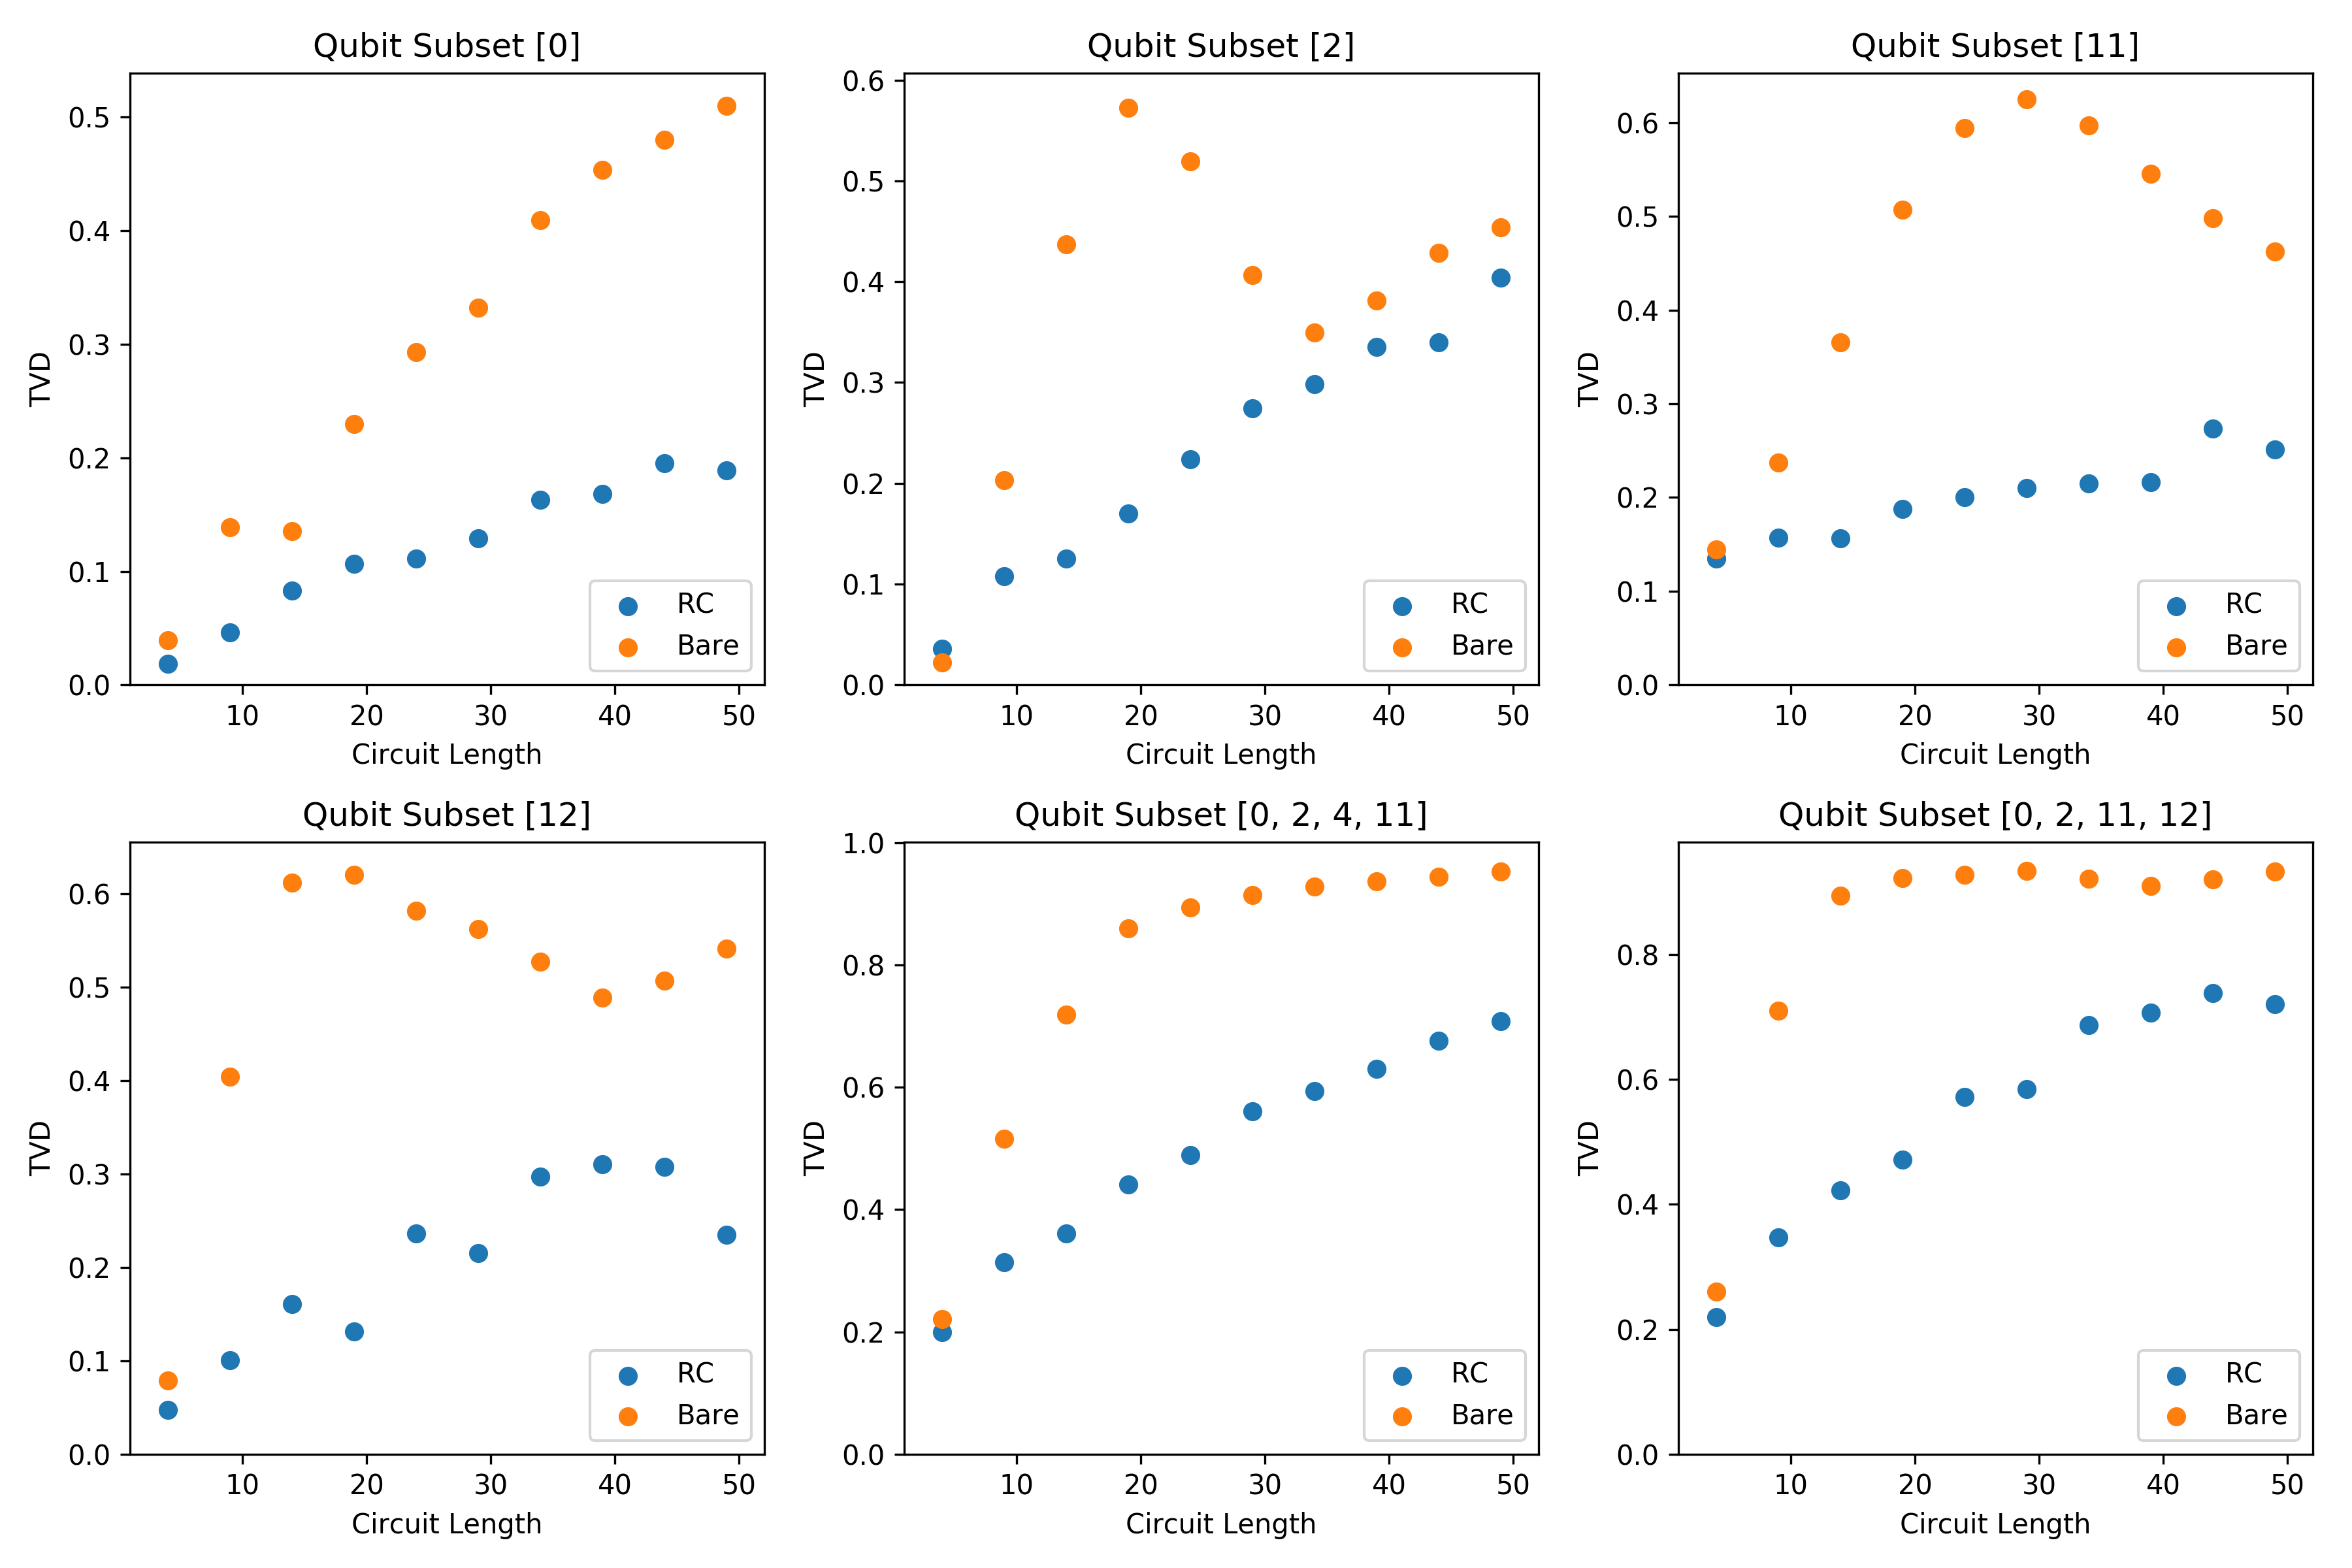 Qubit Subset [0]
0.5
0.4
0.3
0.2
0.1
0.0
TVD
10 20 30 40 50
Circuit Length
RC
Bare
Qubit Subset [2]
0.6
0.5
0.4
0.3
0.2
0.1
0.0
TVD
10 20 30 40 50
Circuit Length
RC
Bare
Qubit Subset [11]
0.6
0.5
0.4
0.3
0.2
0.1
0.0
TVD
10 20 30 40 50
Circuit Length
RC
Bare
Qubit Subset [12]
0.6
0.5
0.4
0.3
0.2
0.1
0.0
TVD
10 20 30 40 50
Circuit Length
RC
Bare
Qubit Subset [0, 2, 4, 11]
1.0
0.8
0.6
0.4
0.2
0.0
TVD
10 20 30 40 50
Circuit Length
RC
Bare
Qubit Subset [0, 2, 11, 12]
0.8
0.6
0.4
0.2
0.0
TVD
10 20 30 40 50
Circuit Length
RC
Bare